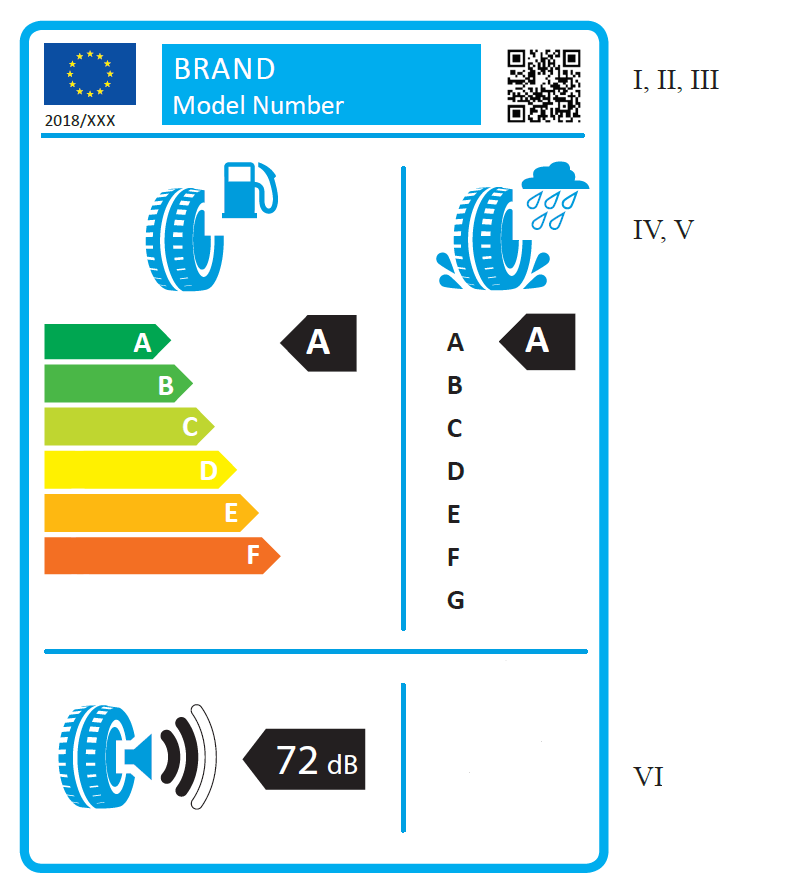 BRAND
Model Number
2018/XXX
I, II, III
IV, V
A
A
A
A
B
B
C
C
D
D
E
E
F
F
G
72 dB
VI